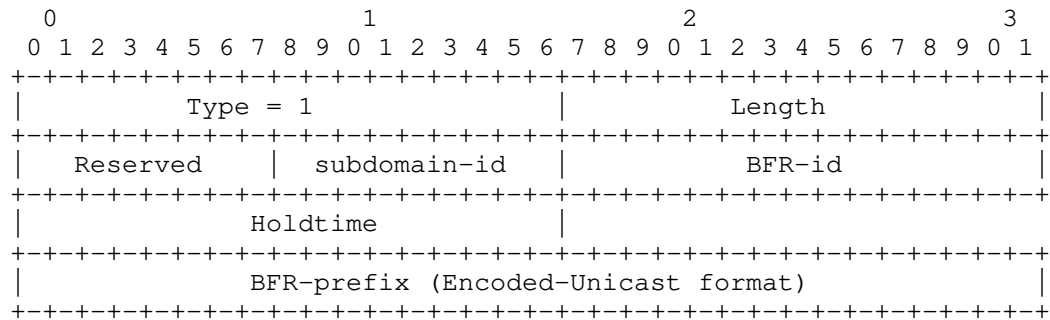 0                   1                   2                   3
 0 1 2 3 4 5 6 7 8 9 0 1 2 3 4 5 6 7 8 9 0 1 2 3 4 5 6 7 8 9 0 1
+-+-+-+-+-+-+-+-+-+-+-+-+-+-+-+-+-+-+-+-+-+-+-+-+-+-+-+-+-+-+-+-+
|          Type = 1               |          Length             |
+-+-+-+-+-+-+-+-+-+-+-+-+-+-+-+-+-+-+-+-+-+-+-+-+-+-+-+-+-+-+-+-+
|   Reserved    |  subdomain-id   |           BFR-id            |
+-+-+-+-+-+-+-+-+-+-+-+-+-+-+-+-+-+-+-+-+-+-+-+-+-+-+-+-+-+-+-+-+
|              Holdtime           |
+-+-+-+-+-+-+-+-+-+-+-+-+-+-+-+-+-+-+-+-+-+-+-+-+-+-+-+-+-+-+-+-+
|              BFR-prefix (Encoded-Unicast format)              |
+-+-+-+-+-+-+-+-+-+-+-+-+-+-+-+-+-+-+-+-+-+-+-+-+-+-+-+-+-+-+-+-+